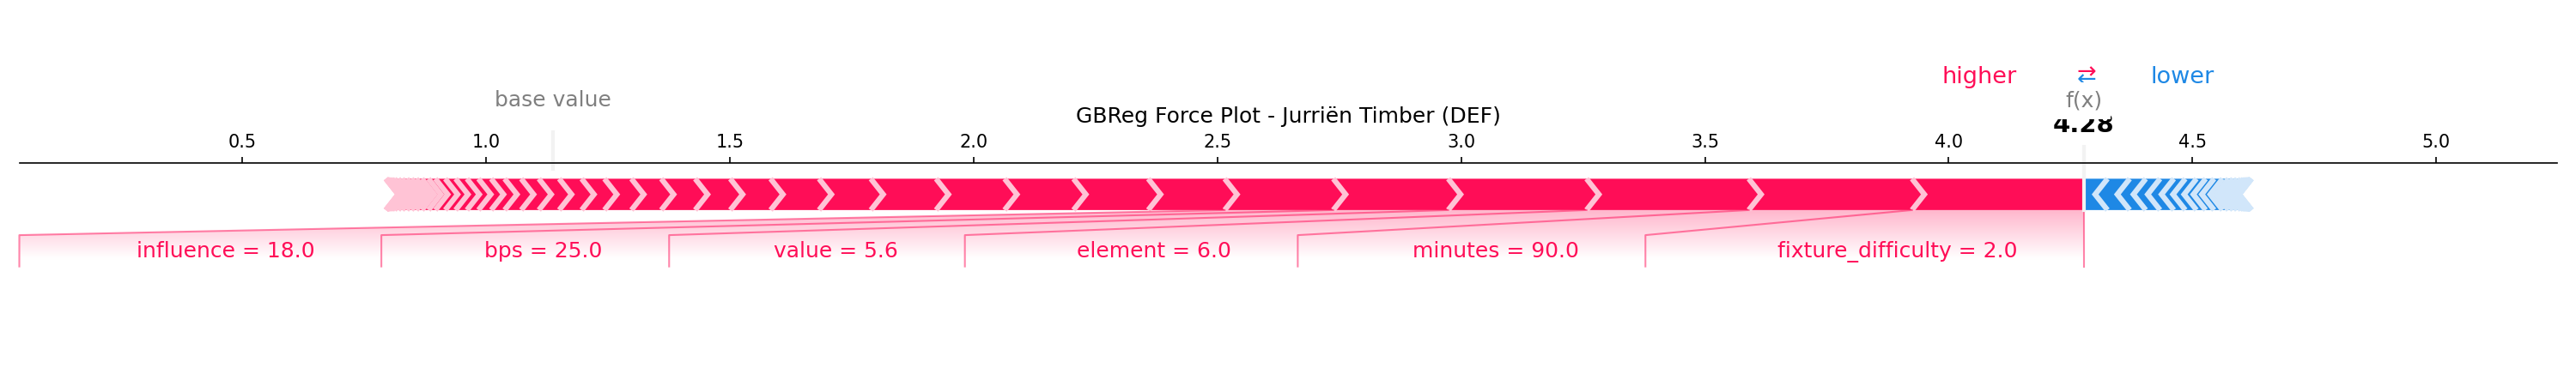 higher ⇄ lower
base value
f(x)
GBReg Force Plot - Jurriën Timber (DEF)
4.28
0.5 1.0 1.5 2.0 2.5 3.0 3.5 4.0 4.5 5.0
influence = 18.0 bps = 25.0 value = 5.6 element = 6.0 minutes = 90.0 fixture_difficulty = 2.0